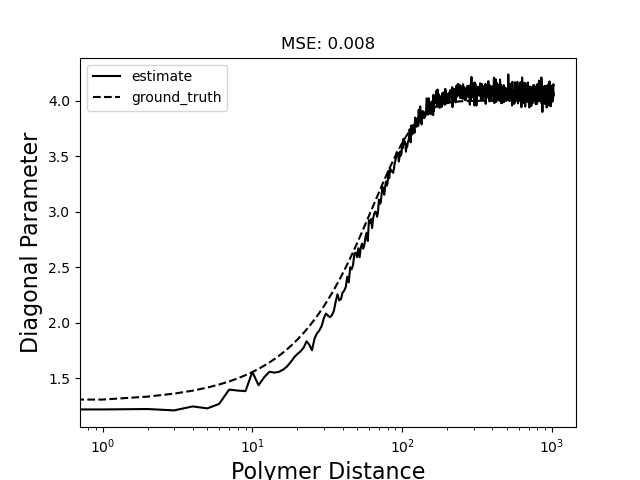 MSE: 0.008
estimate
ground_truth
Diagonal Parameter
4.0
3.5
3.0
2.5
2.0
1.5
10⁰
10¹
10²
10³
Polymer Distance